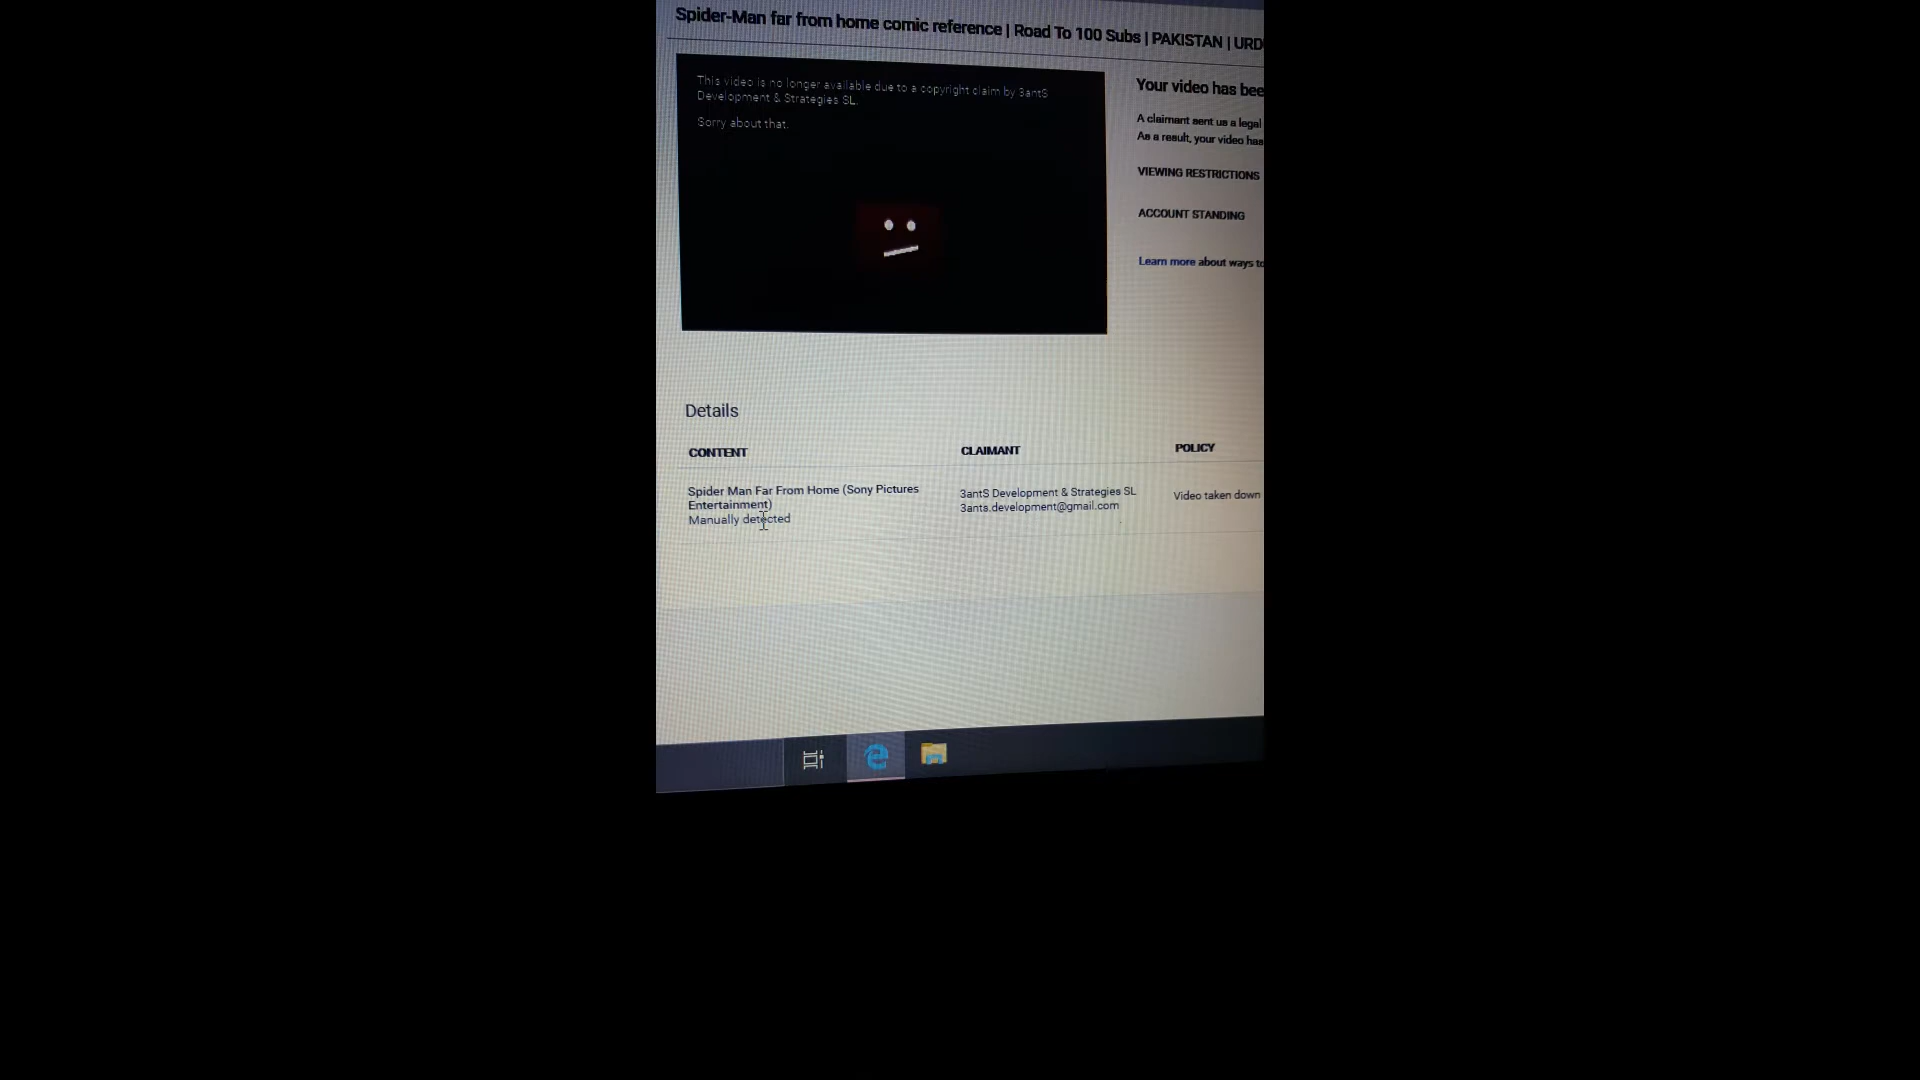 Spider-Man far from home comic reference | Road To 100 Subs | PAKISTAN | URD
This video is no longer available due to a copyright claim by 3antS
Development & Strategies SL.
Sorry about that.
Your video has bee
A claimant sent us a legal
As a result, your video has
VIEWING RESTRICTIONS
ACCOUNT STANDING
Learn more about ways to
Details
CONTENT
CLAIMANT
POLICY
Spider Man Far From Home (Sony Pictures
Entertainment)
Manually detected
3antS Development & Strategies SL
3ants.development@gmail.com
Video taken down